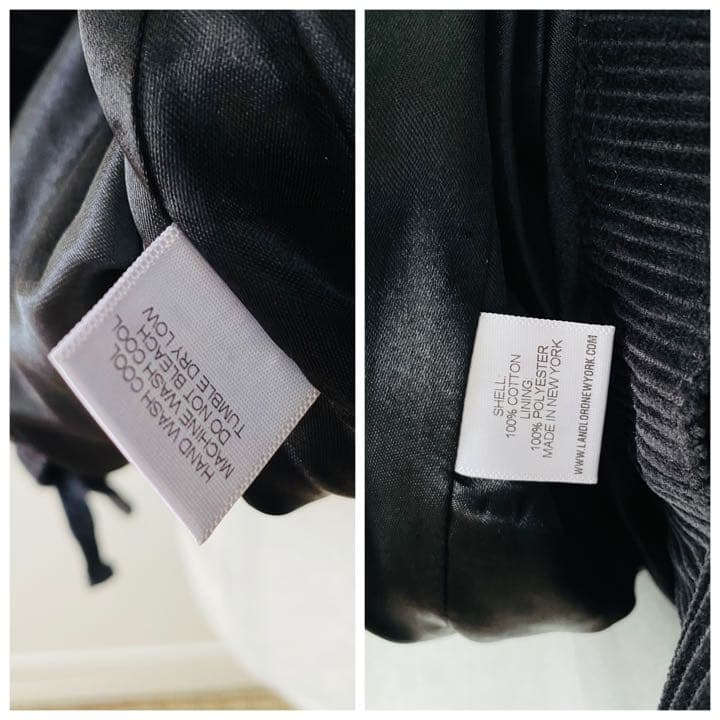 HAND WASH COOL
MACHINE WASH COOL
DO NOT BLEACH
TUMBLE DRY LOW
SHELL:
100% COTTON
LINING:
100% POLYESTER
MADE IN NEW YORK
WWW.LANDLORDNEWYORK.COM